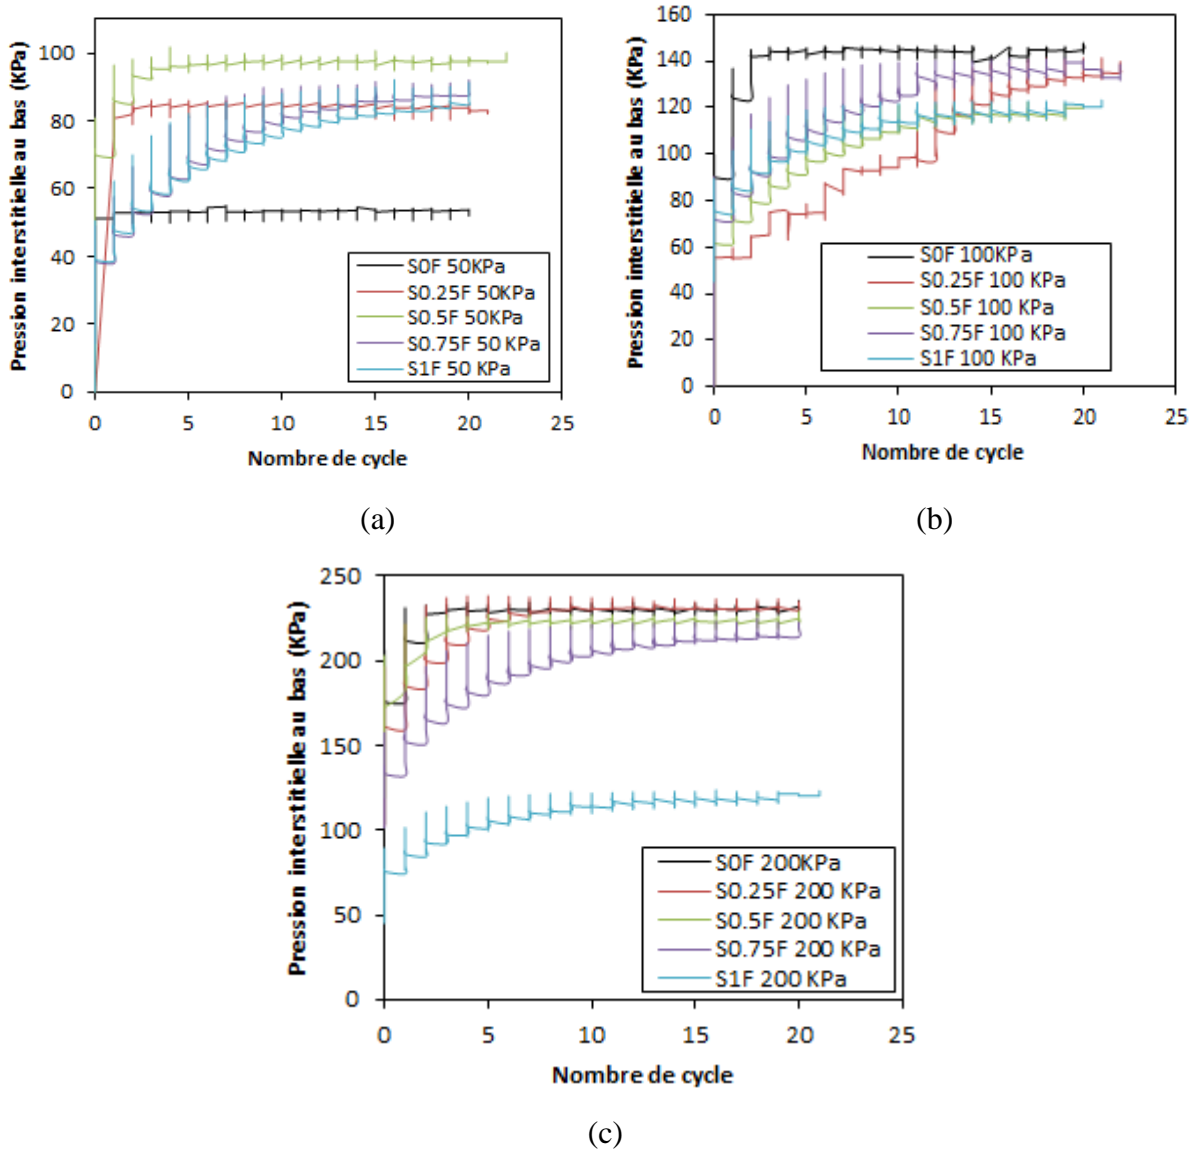 Pression interstitielle au bas (KPa)
100
80
60
40
20
0
0 5 10 15 20 25
Nombre de cycle
S0F 50KPa
S0.25F 50KPa
S0.5F 50KPa
S0.75F 50 KPa
S1F 50 KPa
(a)
Pression interstitielle au bas (KPa)
160
140
120
100
80
60
40
20
0
0 5 10 15 20 25
Nombre de cycle
S0F 100KPa
S0.25F 100 KPa
S0.5F 100 KPa
S0.75F 100 KPa
S1F 100 KPa
(b)
Pression interstitielle au bas (KPa)
250
200
150
100
50
0
0 5 10 15 20 25
Nombre de cycle
S0F 200KPa
S0.25F 200 KPa
S0.5F 200 KPa
S0.75F 200 KPa
S1F 200 KPa
(c)